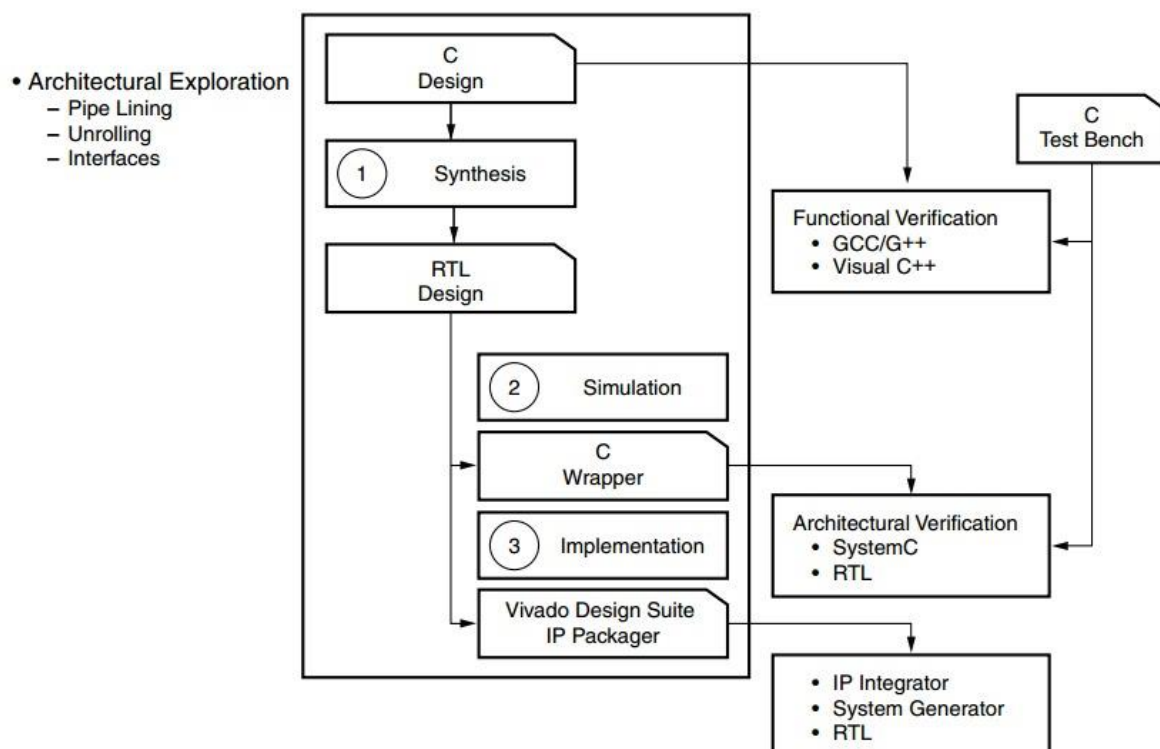 • Architectural Exploration
– Pipe Lining
– Unrolling
– Interfaces
C
Design
1
Synthesis
RTL
Design
2
Simulation
C
Wrapper
3
Implementation
Vivado Design Suite
IP Packager
C
Test Bench
Functional Verification
• GCC/G++
• Visual C++
Architectural Verification
• SystemC
• RTL
• IP Integrator
• System Generator
• RTL